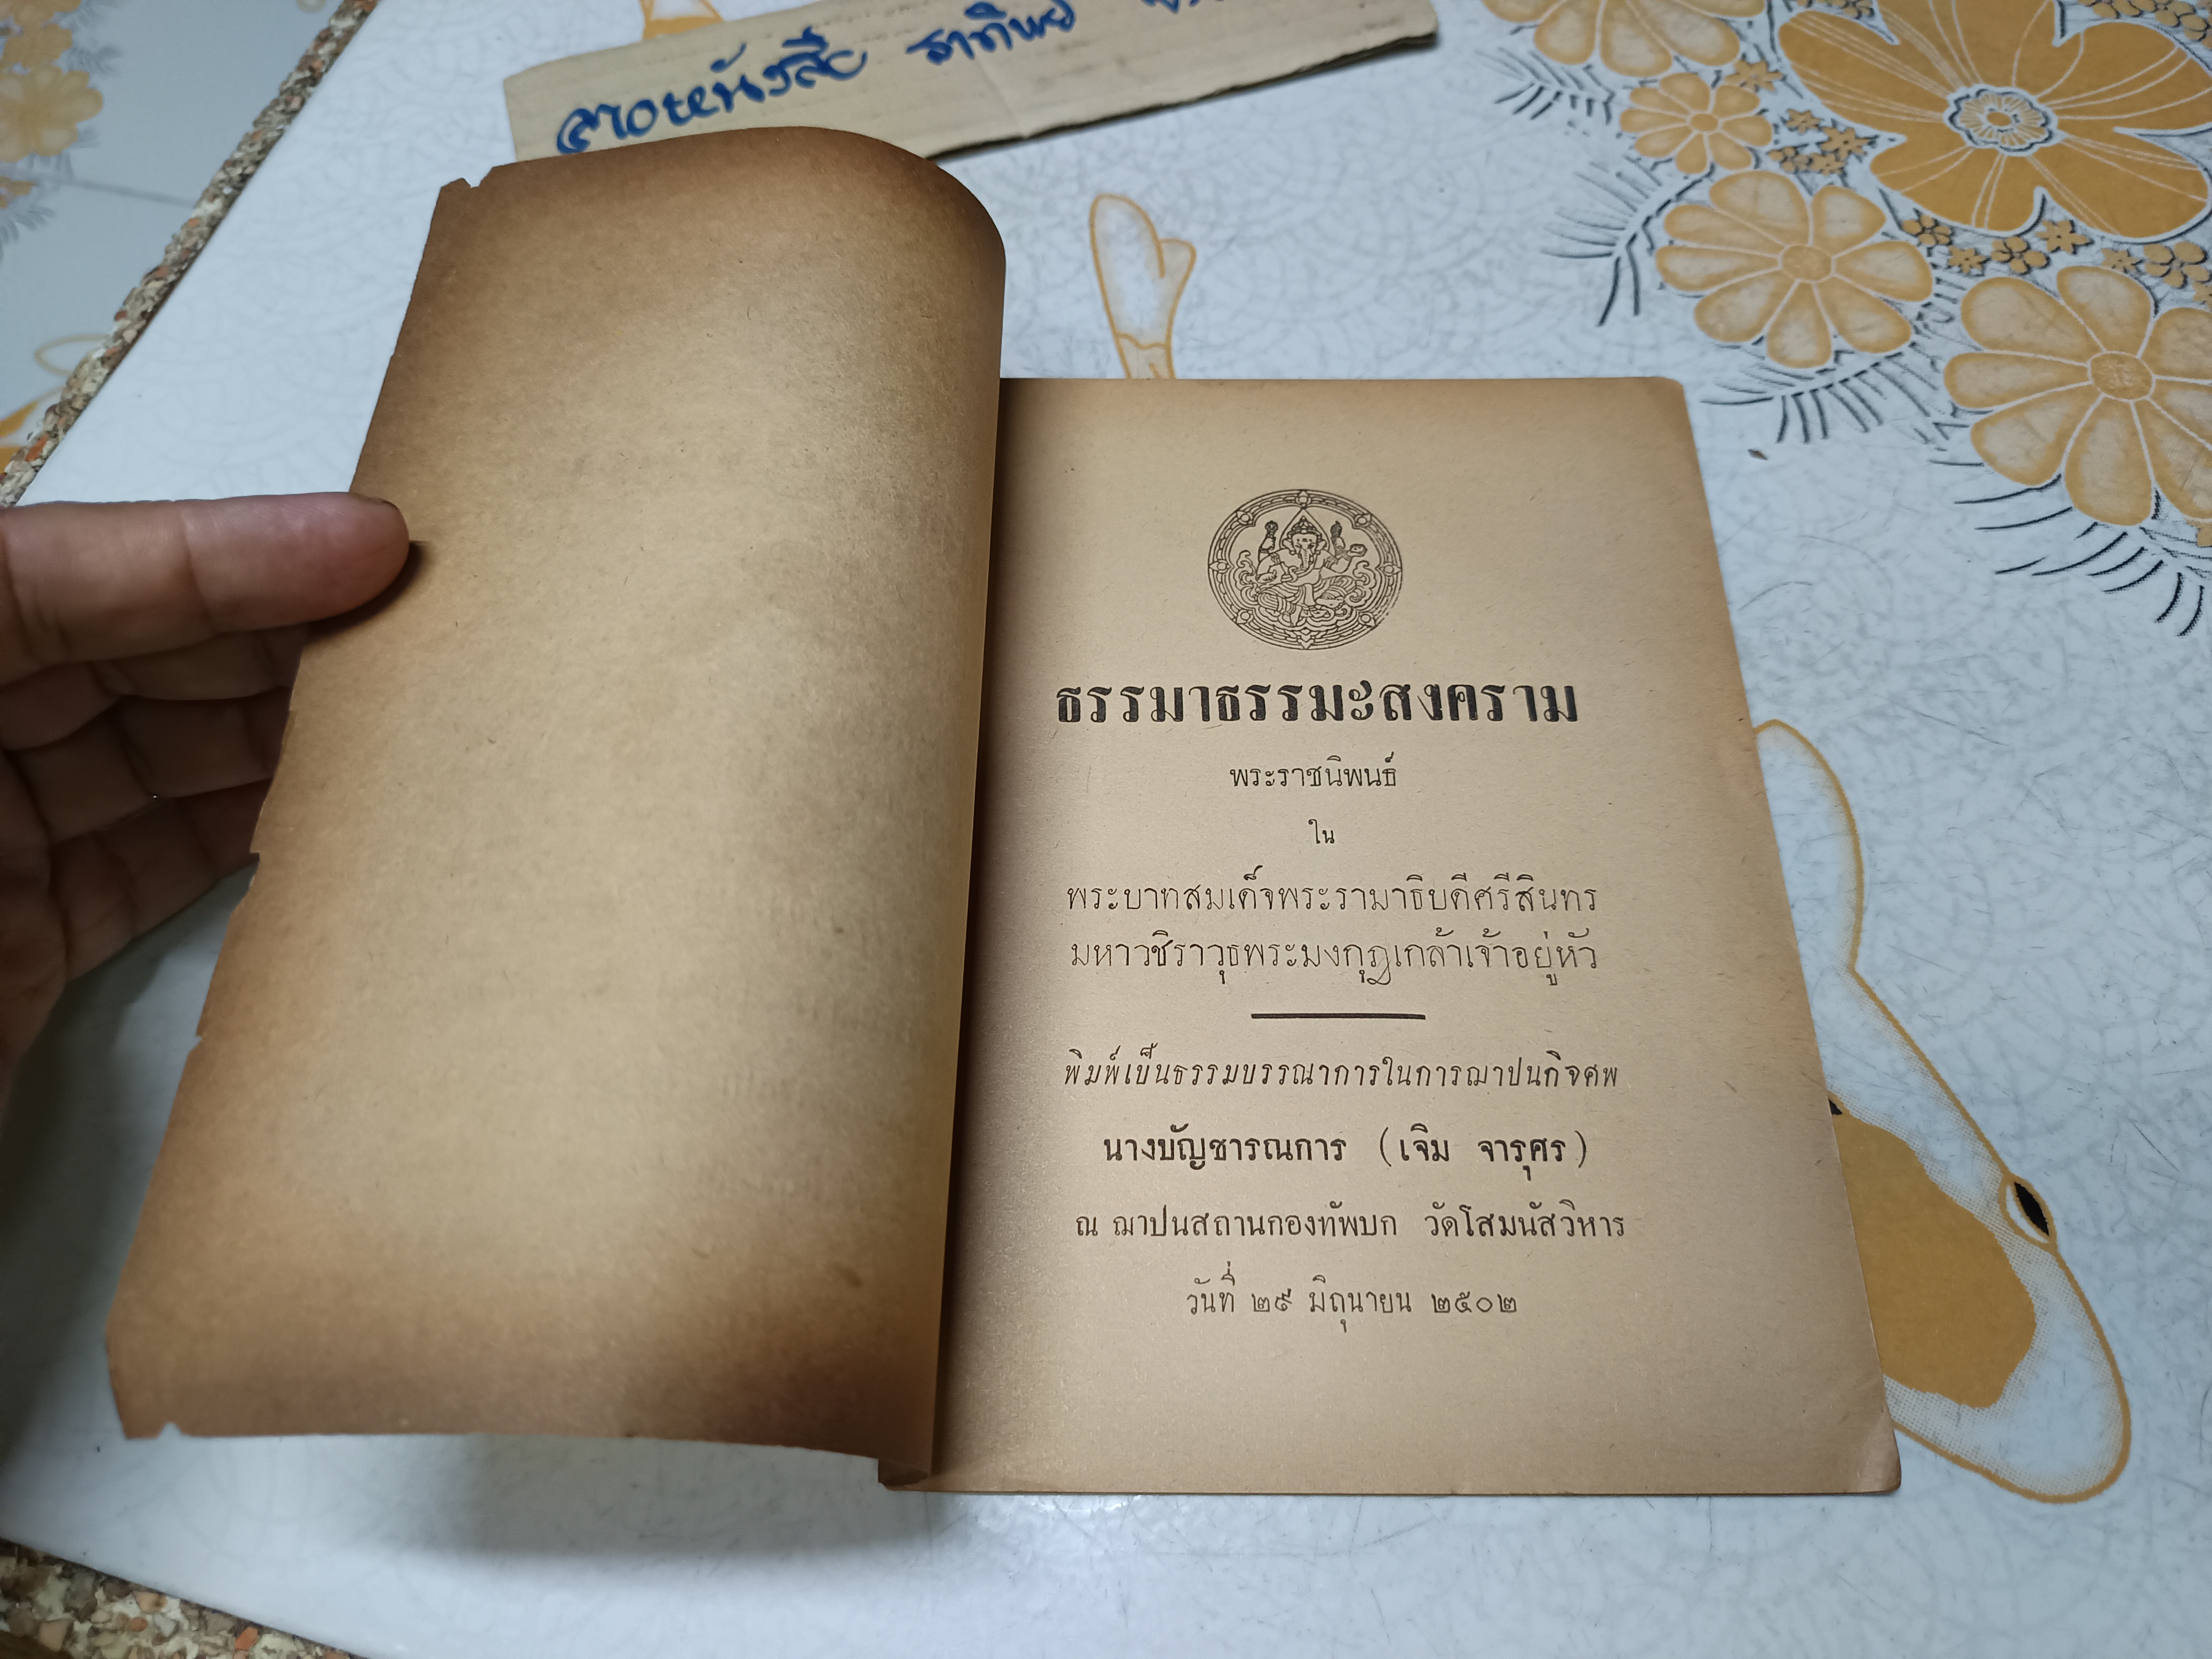 ธรรมาธรรมะสงคราม
พระราชนิพนธ์
ใน
พระบาทสมเด็จพระรามาธิบดีศรีสินทร
มหาวชิราวุธพระมงกุฎเกล้าเจ้าอยู่หัว
พิมพ์เป็นธรรมบรรณาการในการฌาปนกิจศพ
นางบัญชารณการ (เจิม จารุศร)
ณ ฌาปนสถานกองทัพบก วัดโสมนัสวิหาร
วันที่ ๒๙ มิถุนายน ๒๕๐๒